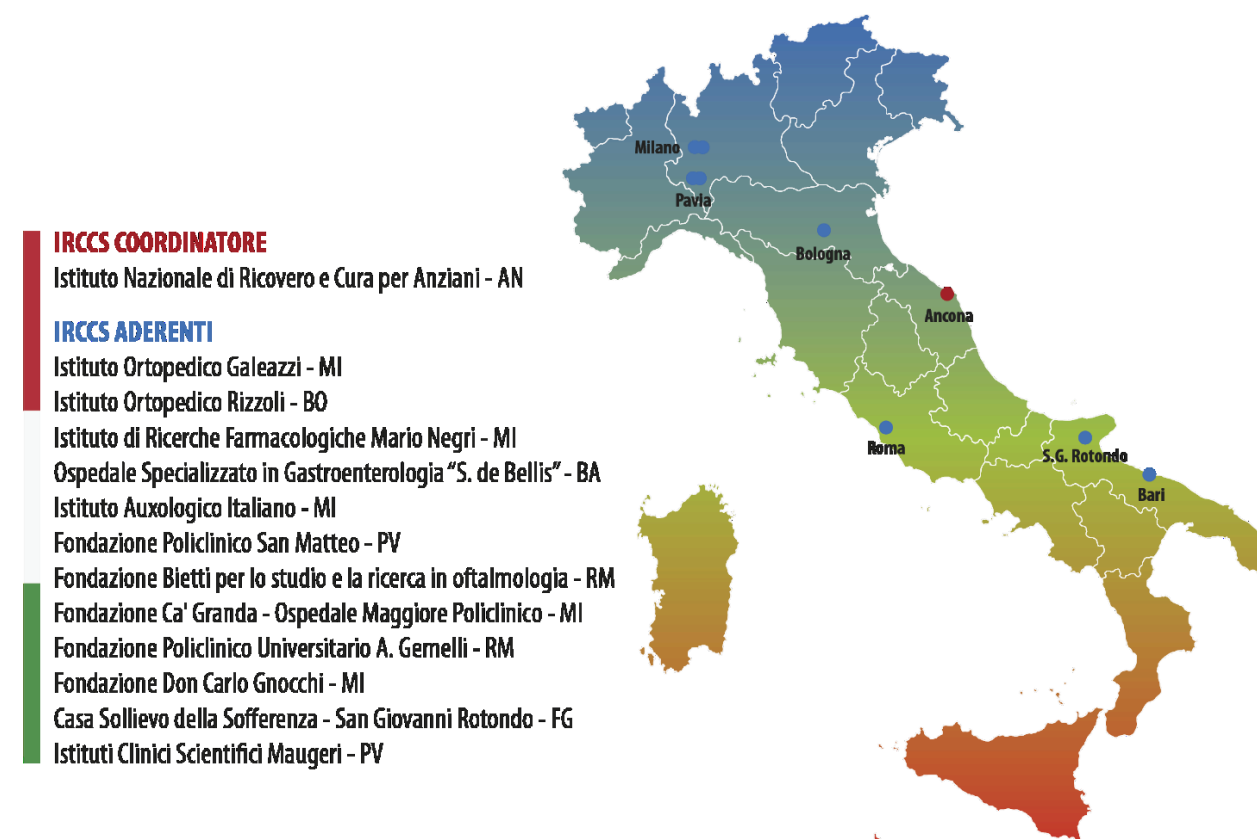 IRCCS COORDINATORE
Istituto Nazionale di Ricovero e Cura per Anziani - AN
IRCCS ADERENTI
Istituto Ortopedico Galeazzi - MI
Istituto Ortopedico Rizzoli - BO
Istituto di Ricerche Farmacologiche Mario Negri - MI
Ospedale Specializzato in Gastroenterologia “S. de Bellis” - BA
Istituto Auxologico Italiano - MI
Fondazione Policlinico San Matteo - PV
Fondazione Bietti per lo studio e la ricerca in oftalmologia - RM
Fondazione Ca' Granda - Ospedale Maggiore Policlinico - MI
Fondazione Policlinico Universitario A. Gemelli - RM
Fondazione Don Carlo Gnocchi - MI
Casa Sollievo della Sofferenza - San Giovanni Rotondo - FG
Istituti Clinici Scientifici Maugeri - PV
Milano
Pavia
Bologna
Ancona
Roma
S.G. Rotondo
Bari